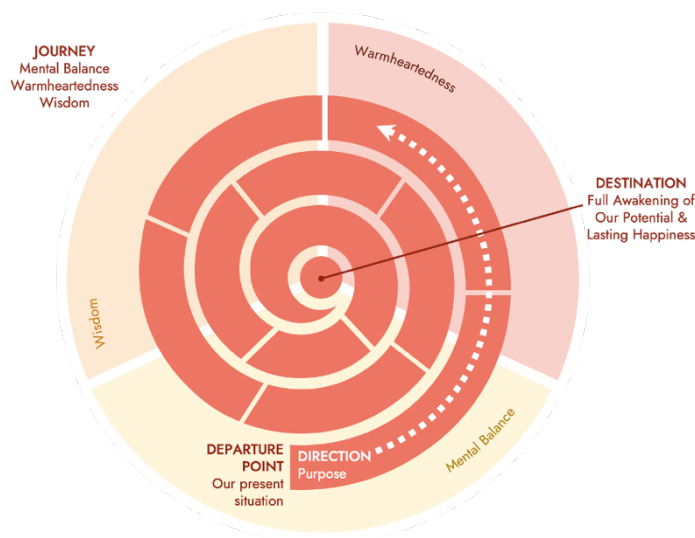 JOURNEY
Mental Balance
Warmheartedness
Wisdom
Warmheartedness
DESTINATION
Full Awakening of
Our Potential &
Lasting Happiness
Wisdom
Mental Balance
DEPARTURE
POINT
Our present
situation
DIRECTION
Purpose